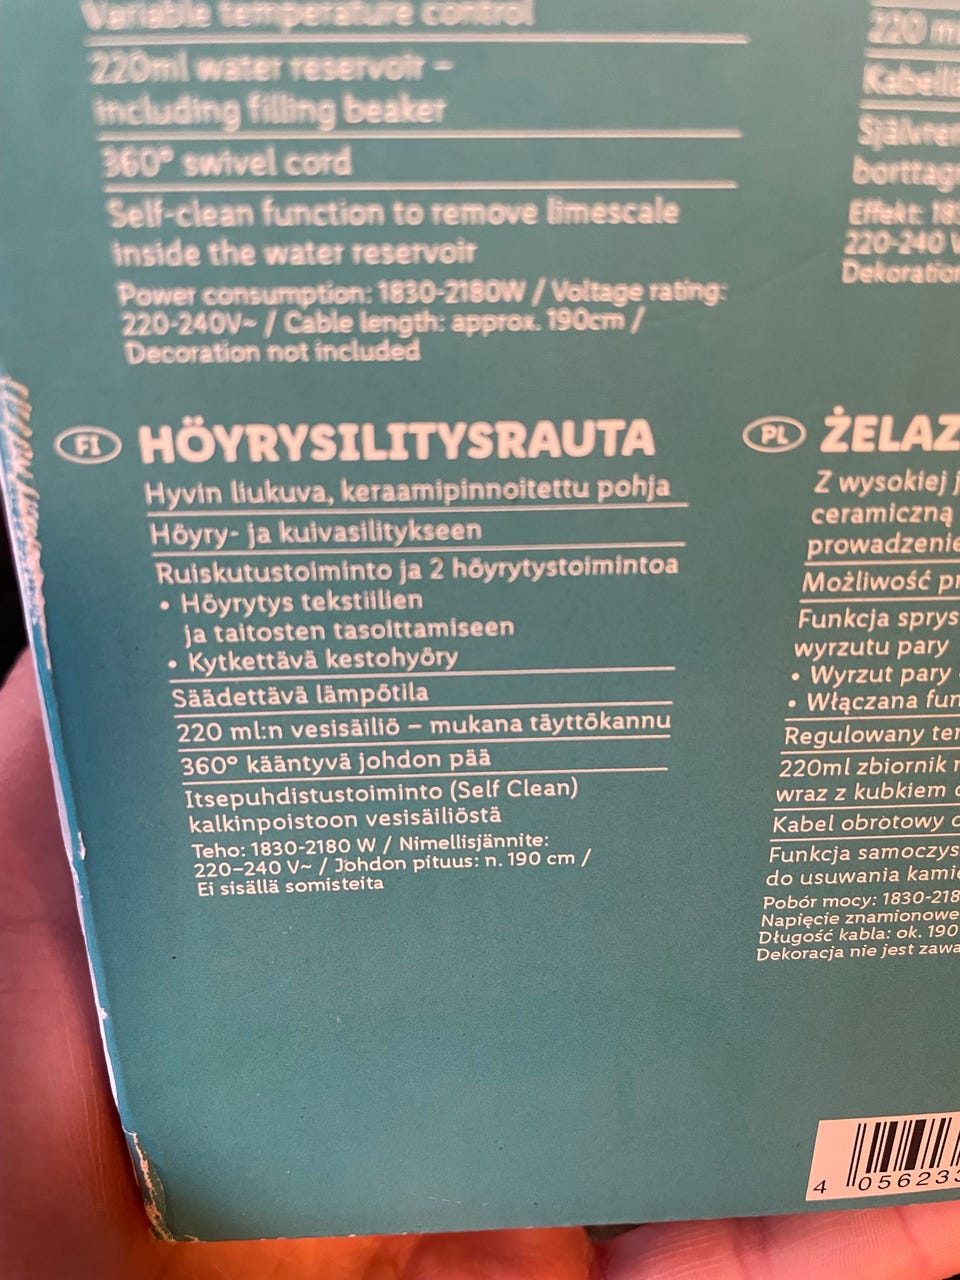 Variable temperature control
220ml water reservoir –
including filling beaker
360° swivel cord
Self-clean function to remove limescale
inside the water reservoir
Power consumption: 1830-2180W / Voltage rating:
220-240V~ / Cable length: approx. 190cm /
Decoration not included
220 m
Kabellä
Självren
borttag
Effekt: 18
220-240 V
Dekoration
FI HÖYRYSILITYSRAUTA
Hyvin liukuva, keraamipinnoitettu pohja
Höyry- ja kuivasilitykseen
Ruiskutustoiminto ja 2 höyrytystoimintoa
• Höyrytys tekstiilien
ja taitosten tasoittamiseen
• Kytkettävä kestohyöry
Säädettävä lämpötila
220 ml:n vesisäiliö – mukana täyttökannu
360° kääntyvä johdon pää
Itsepuhdistustoiminto (Self Clean)
kalkinpoistoon vesisäiliöstä
Teho: 1830-2180 W / Nimellisjännite:
220–240 V~ / Johdon pituus: n. 190 cm /
Ei sisällä somisteita
PL ŻELAZ
Z wysokiej j
ceramiczną
prowadzenie
Możliwość pr
Funkcja sprys
wyrzutu pary
• Wyrzut pary
• Włączana fun
Regulowany ter
220ml zbiornik
wraz z kubkiem
Kabel obrotowy
Funkcja samoczys
do usuwania kamie
Pobór mocy: 1830-218
Napięcie znamionowe
Długość kabla: ok. 190
Dekoracja nie jest zawa
4 056233